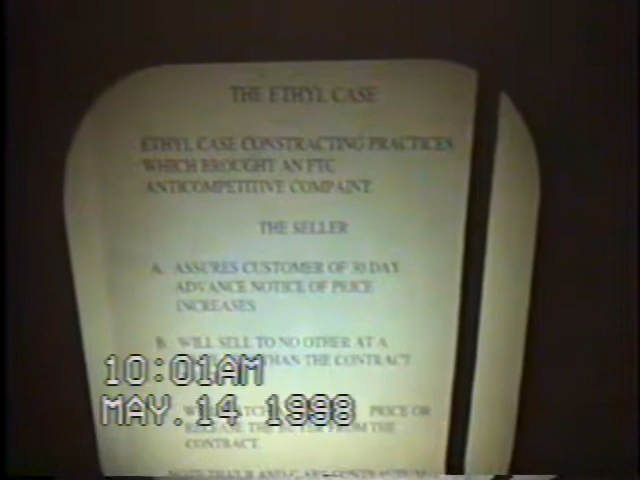 THE ETHYL CASE
ETHYL CASE CONSTRACTING PRACTICES
WHICH BROUGHT AN FTC
ANTICOMPETITIVE COMPAINT
THE SELLER
A. ASSURES CUSTOMER OF 30 DAY
ADVANCE NOTICE OF PRICE
INCREASES
B. WILL SELL TO NO OTHER AT A
THAN THE CONTRACT
10:01AM
MAY.14 1998
PRICE OR
RELEASE THE BUYER FROM THE
CONTRACT